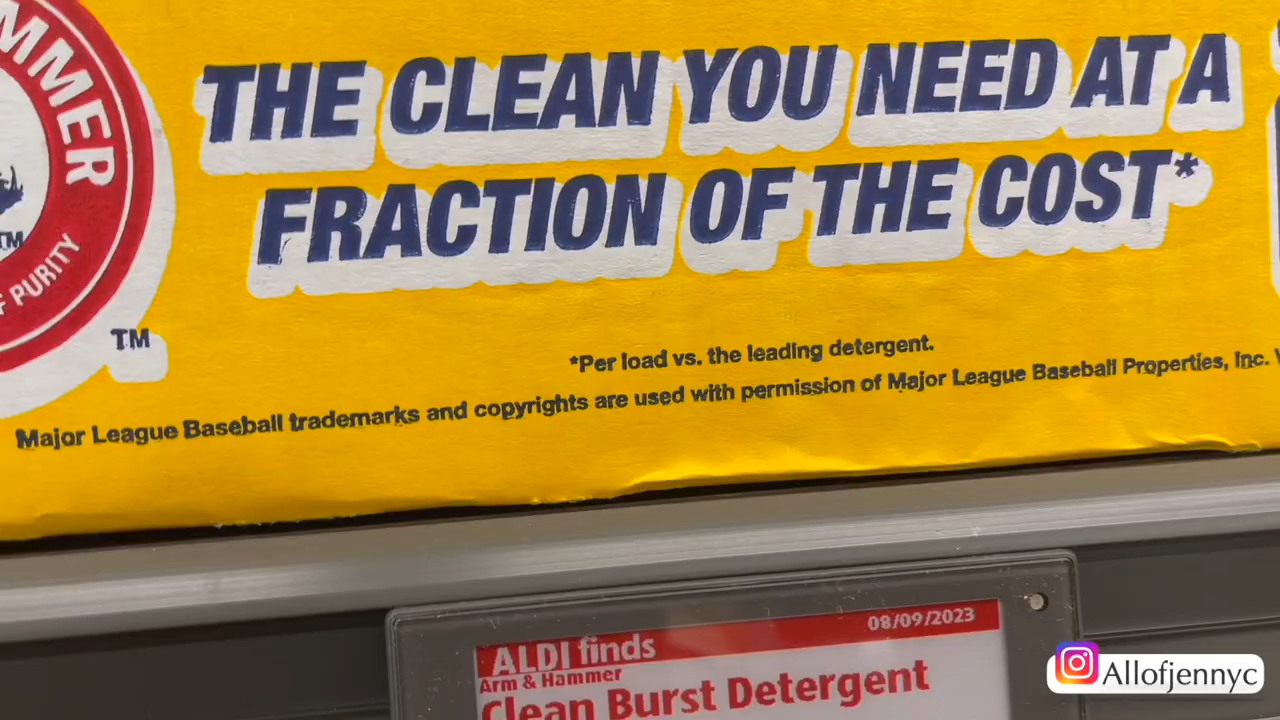 MMER
OF PURITY
TM
TM
THE CLEAN YOU NEED AT A
FRACTION OF THE COST*
*Per load vs. the leading detergent.
Major League Baseball trademarks and copyrights are used with permission of Major League Baseball Properties, Inc.
ALDI finds
08/09/2023
Arm & Hammer
Clean Burst Detergent
Allofjennyc